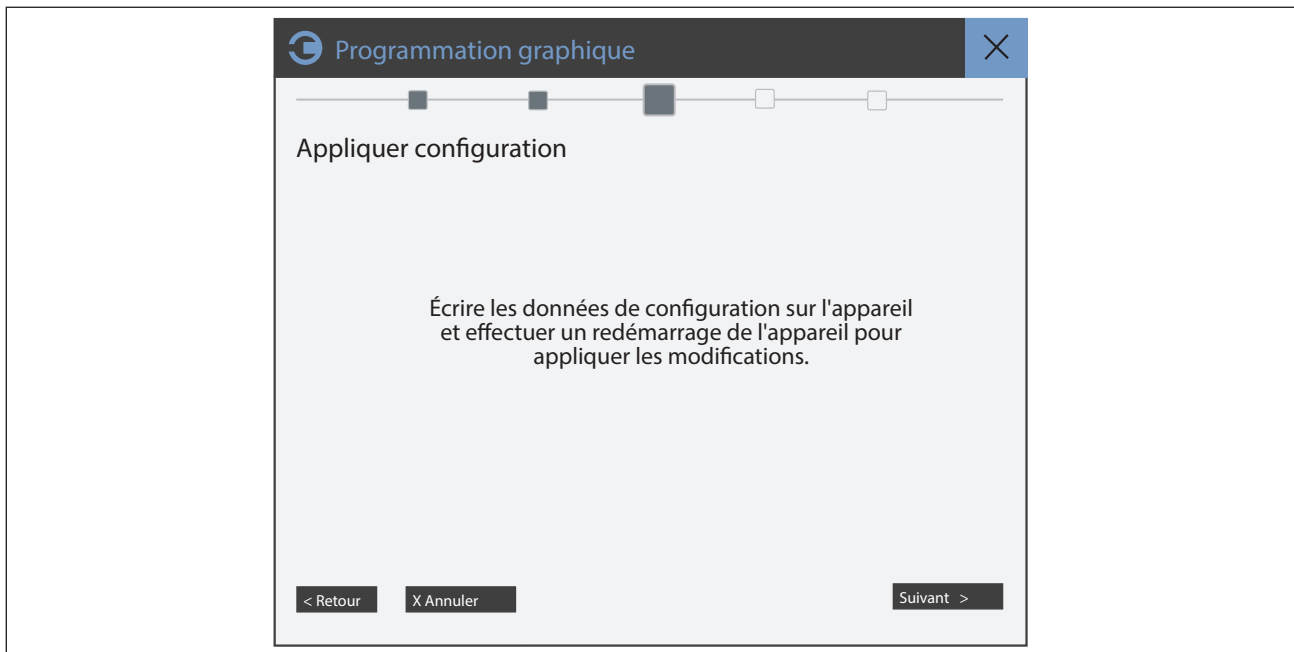 Programmation graphique
Appliquer configuration
Écrire les données de configuration sur l'appareil
et effectuer un redémarrage de l'appareil pour
appliquer les modifications.
< Retour
X Annuler
Suivant >